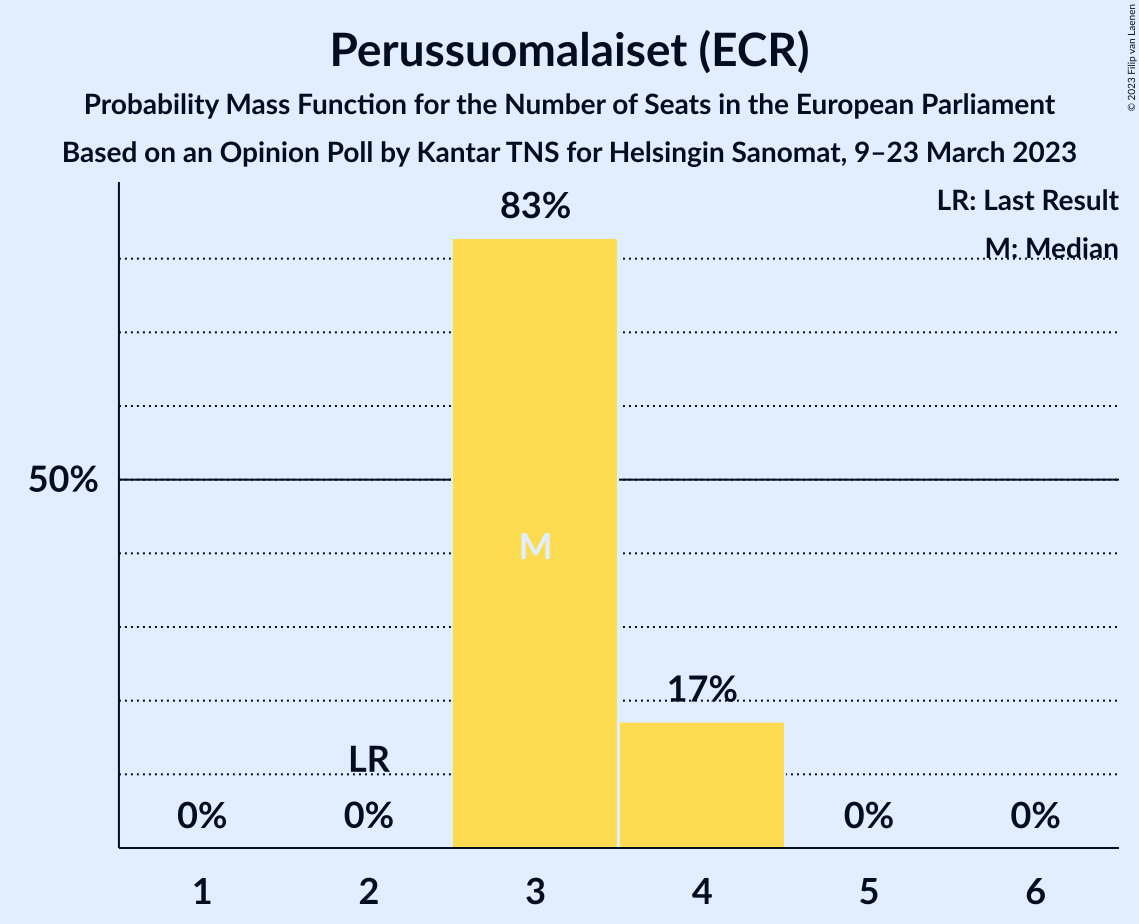 Perussuomalaiset (ECR)
Probability Mass Function for the Number of Seats in the European Parliament
Based on an Opinion Poll by Kantar TNS for Helsingin Sanomat, 9–23 March 2023
© 2023 Filip van Laenen
LR: Last Result
M: Median
83%
50%
M
17%
LR
0% 0% 0% 0%
1 2 3 4 5 6